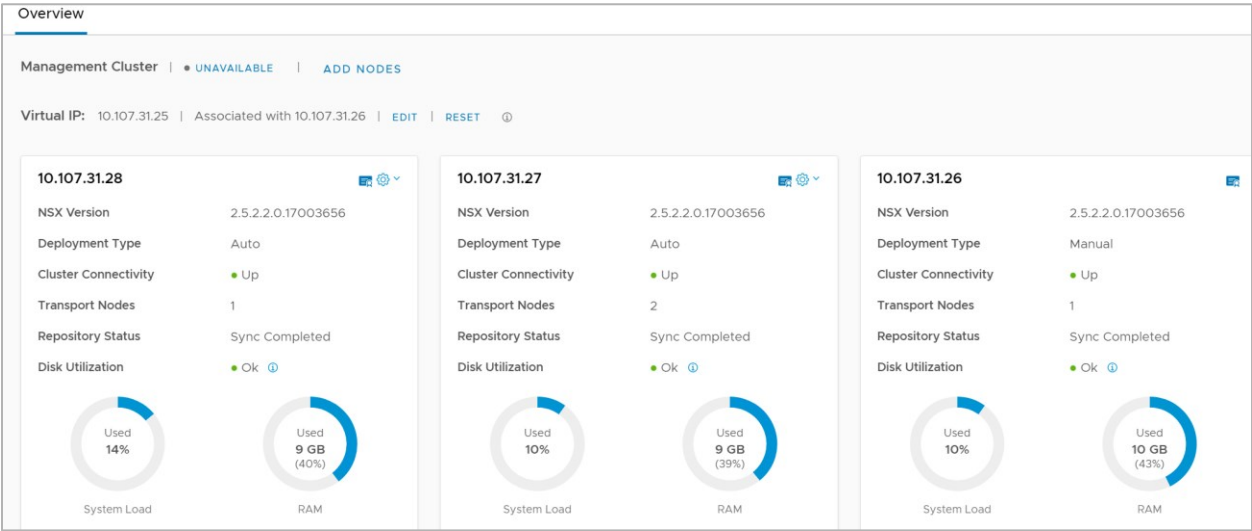 Overview
Management Cluster | ● UNAVAILABLE | ADD NODES
Virtual IP: 10.107.31.25 | Associated with 10.107.31.26 | EDIT | RESET
10.107.31.28
NSX Version 2.5.2.2.0.17003656
Deployment Type Auto
Cluster Connectivity ● Up
Transport Nodes 1
Repository Status Sync Completed
Disk Utilization ● Ok
Used
14%
System Load
Used
9 GB
(40%)
RAM
10.107.31.27
NSX Version 2.5.2.2.0.17003656
Deployment Type Auto
Cluster Connectivity ● Up
Transport Nodes 2
Repository Status Sync Completed
Disk Utilization ● Ok
Used
10%
System Load
Used
9 GB
(39%)
RAM
10.107.31.26
NSX Version 2.5.2.2.0.17003656
Deployment Type Manual
Cluster Connectivity ● Up
Transport Nodes 1
Repository Status Sync Completed
Disk Utilization ● Ok
Used
10%
System Load
Used
10 GB
(43%)
RAM